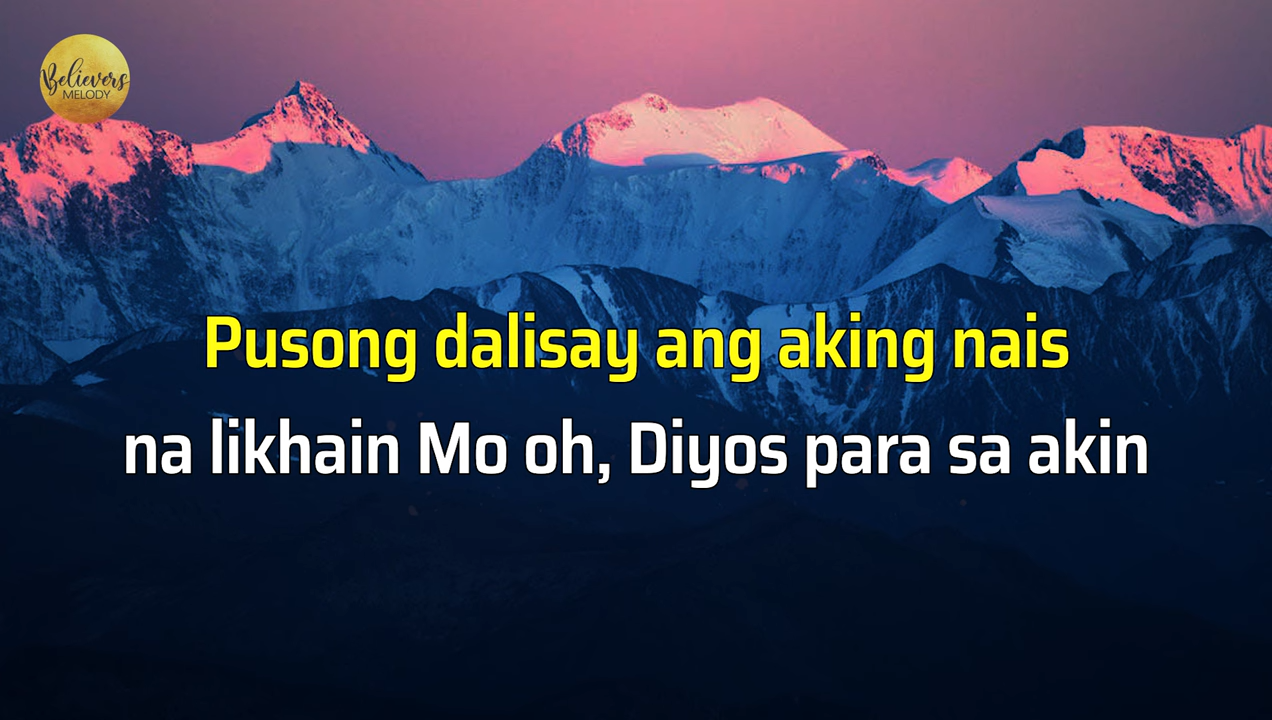 Believers
MELODY
Pusong dalisay ang aking nais
na likhain Mo oh, Diyos para sa akin